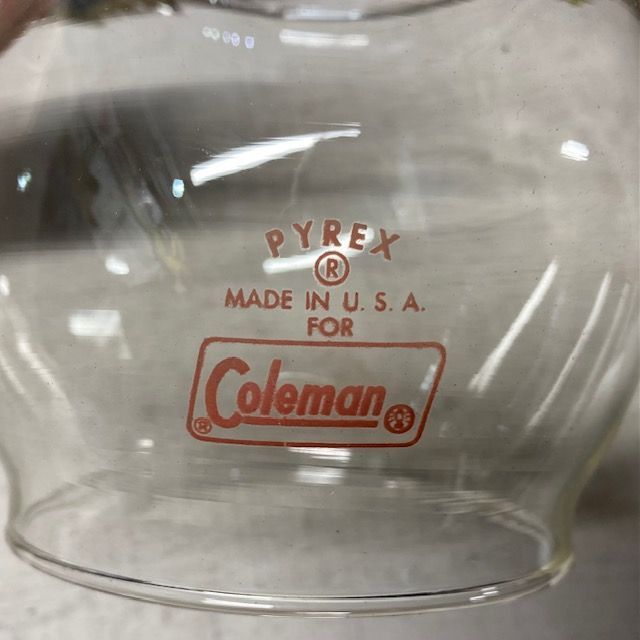 PYREX
®
MADE IN U. S. A.
FOR
® Coleman